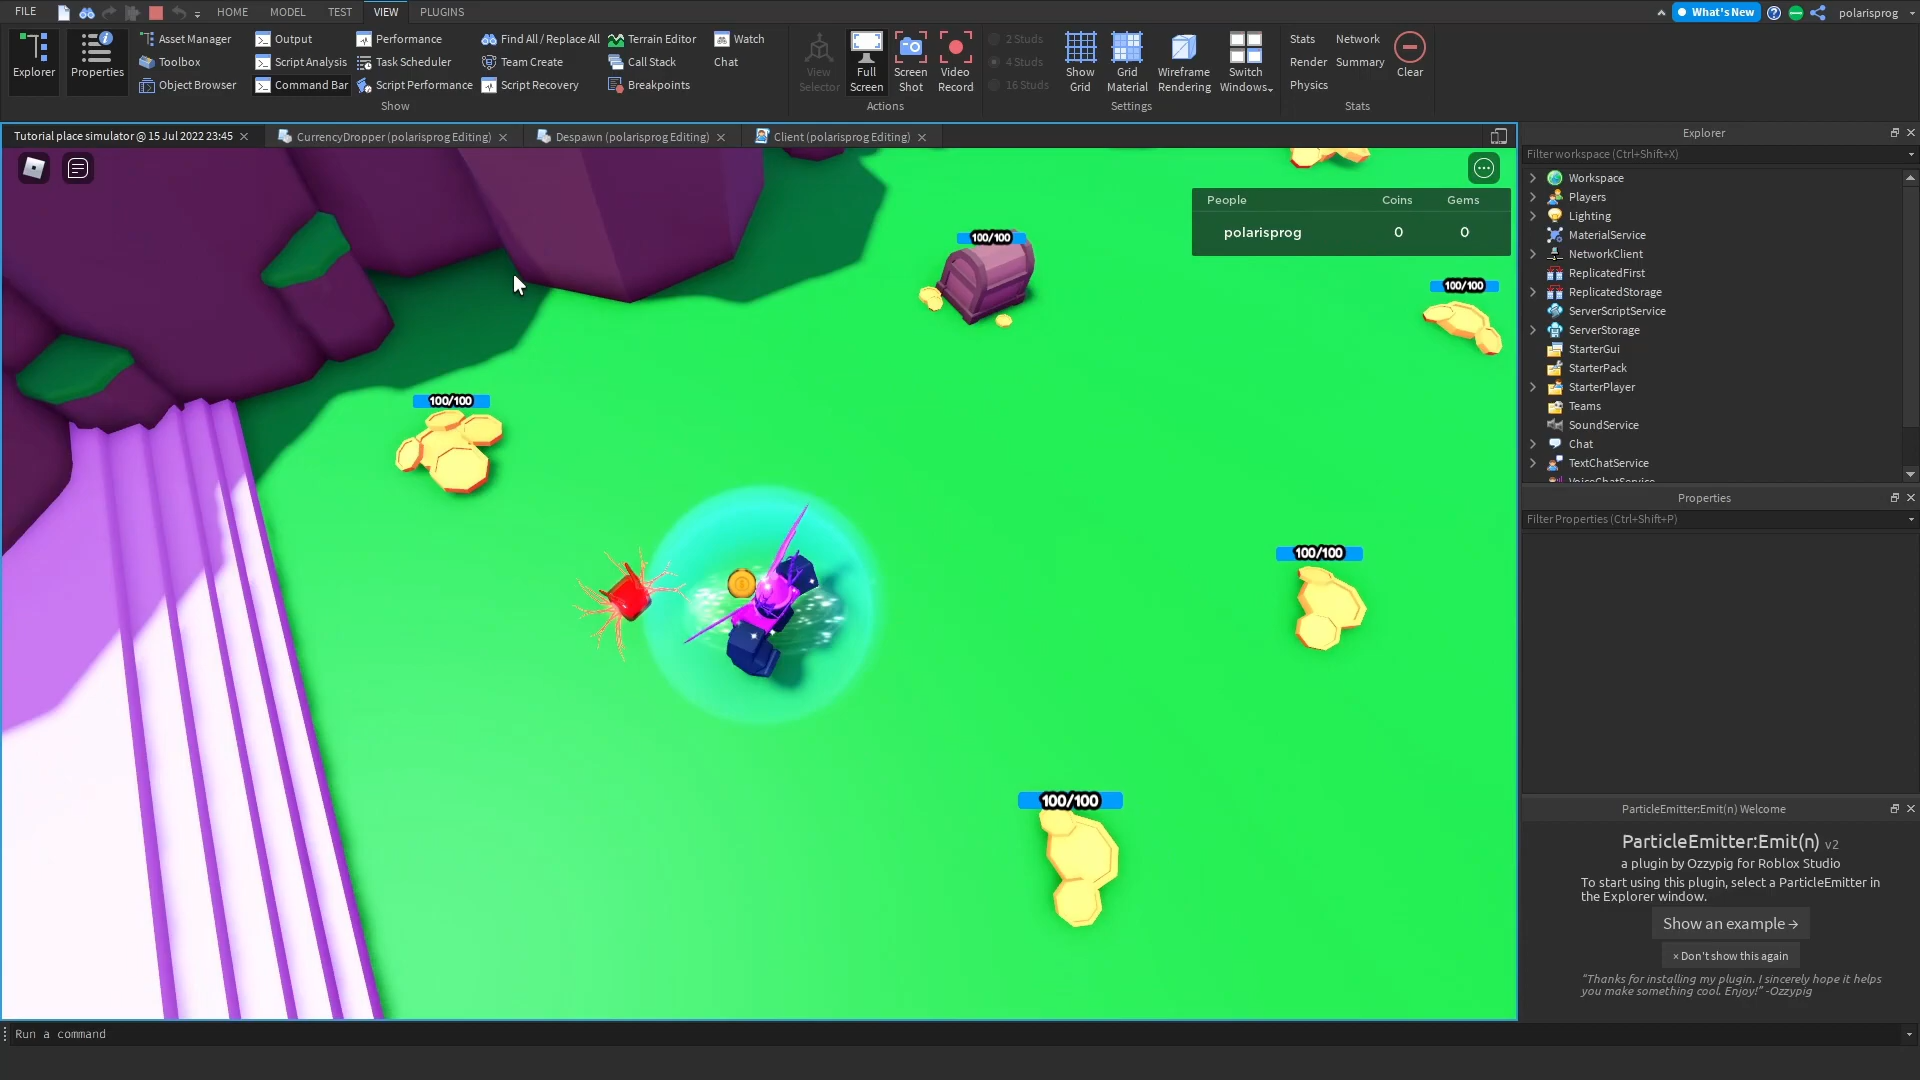 FILE
HOME
MODEL
TEST
VIEW
PLUGINS
What's New
polarisprog
Explorer
Properties
Asset Manager
Toolbox
Object Browser
Output
Script Analysis
Command Bar
Performance
Task Scheduler
Script Performance
Find All / Replace All
Team Create
Script Recovery
Terrain Editor
Call Stack
Breakpoints
Watch
Chat
Show
View
Selector
Full
Screen
Screen
Shot
Video
Record
Actions
2 Studs
4 Studs
16 Studs
Show
Grid
Grid
Material
Wireframe
Rendering
Switch
Windows
Settings
Stats
Network
Render
Summary
Physics
Clear
Stats
Tutorial place simulator @ 15 Jul 2022 23:45
CurrencyDropper (polarisprog Editing)
Despawn (polarisprog Editing)
Client (polarisprog Editing)
People Coins Gems
polarisprog 0 0
100/100
100/100
100/100
100/100
100/100
Explorer
Filter workspace (Ctrl+Shift+X)
Workspace
Players
Lighting
MaterialService
NetworkClient
ReplicatedFirst
ReplicatedStorage
ServerScriptService
ServerStorage
StarterGui
StarterPack
StarterPlayer
Teams
SoundService
Chat
TextChatService
VoiceChatService
Properties
Filter Properties (Ctrl+Shift+P)
ParticleEmitter:Emit(n) Welcome
ParticleEmitter:Emit(n) v2
a plugin by Ozzypig for Roblox Studio
To start using this plugin, select a ParticleEmitter in
the Explorer window.
Show an example →
× Don't show this again
"Thanks for installing my plugin. I sincerely hope it helps
you make something cool. Enjoy!" -Ozzypig
Run a command